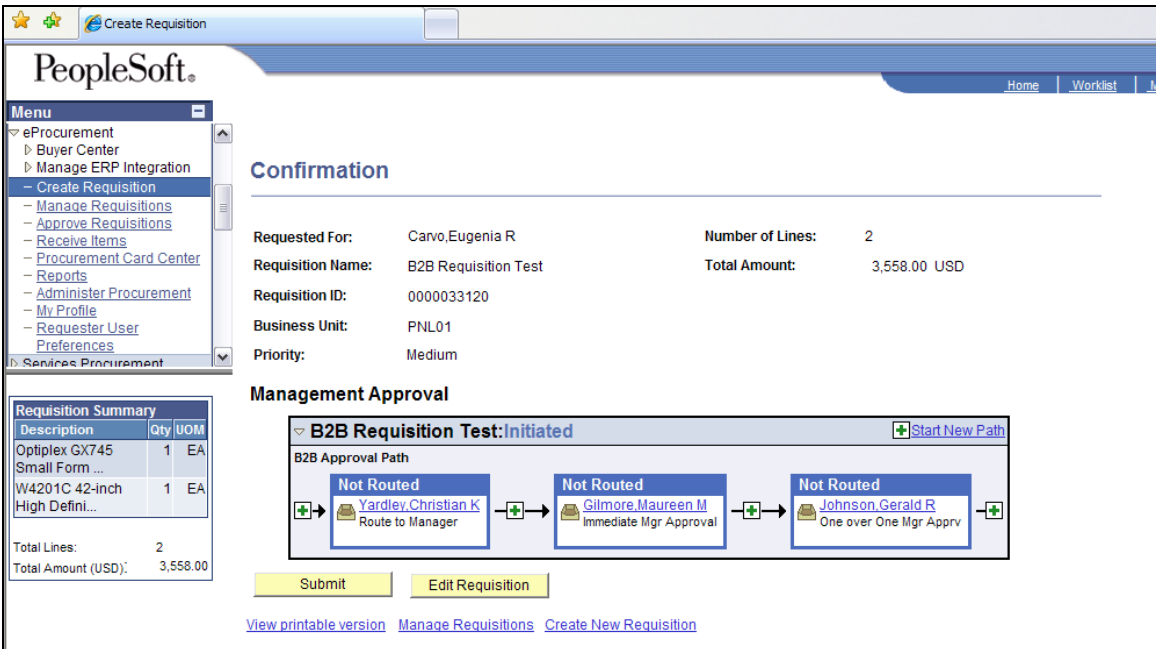 Create Requisition
PeopleSoft.
Home Worklist M
Menu
eProcurement
Buyer Center
Manage ERP Integration
– Create Requisition
– Manage Requisitions
– Approve Requisitions
– Receive Items
– Procurement Card Center
– Reports
– Administer Procurement
– My Profile
– Requester User
Preferences
Services Procurement
Requisition Summary
Description Qty UOM
Optiplex GX745 1 EA
Small Form ...
W4201C 42-inch 1 EA
High Defini...
Total Lines: 2
Total Amount (USD): 3,558.00
Confirmation
Requested For: Carvo,Eugenia R Number of Lines: 2
Requisition Name: B2B Requisition Test Total Amount: 3,558.00 USD
Requisition ID: 0000033120
Business Unit: PNL01
Priority: Medium
Management Approval
B2B Requisition Test:Initiated Start New Path
B2B Approval Path
Not Routed
Yardley,Christian K
Route to Manager
Not Routed
Gilmore,Maureen M
Immediate Mgr Approval
Not Routed
Johnson,Gerald R
One over One Mgr Apprv
Submit Edit Requisition
View printable version Manage Requisitions Create New Requisition